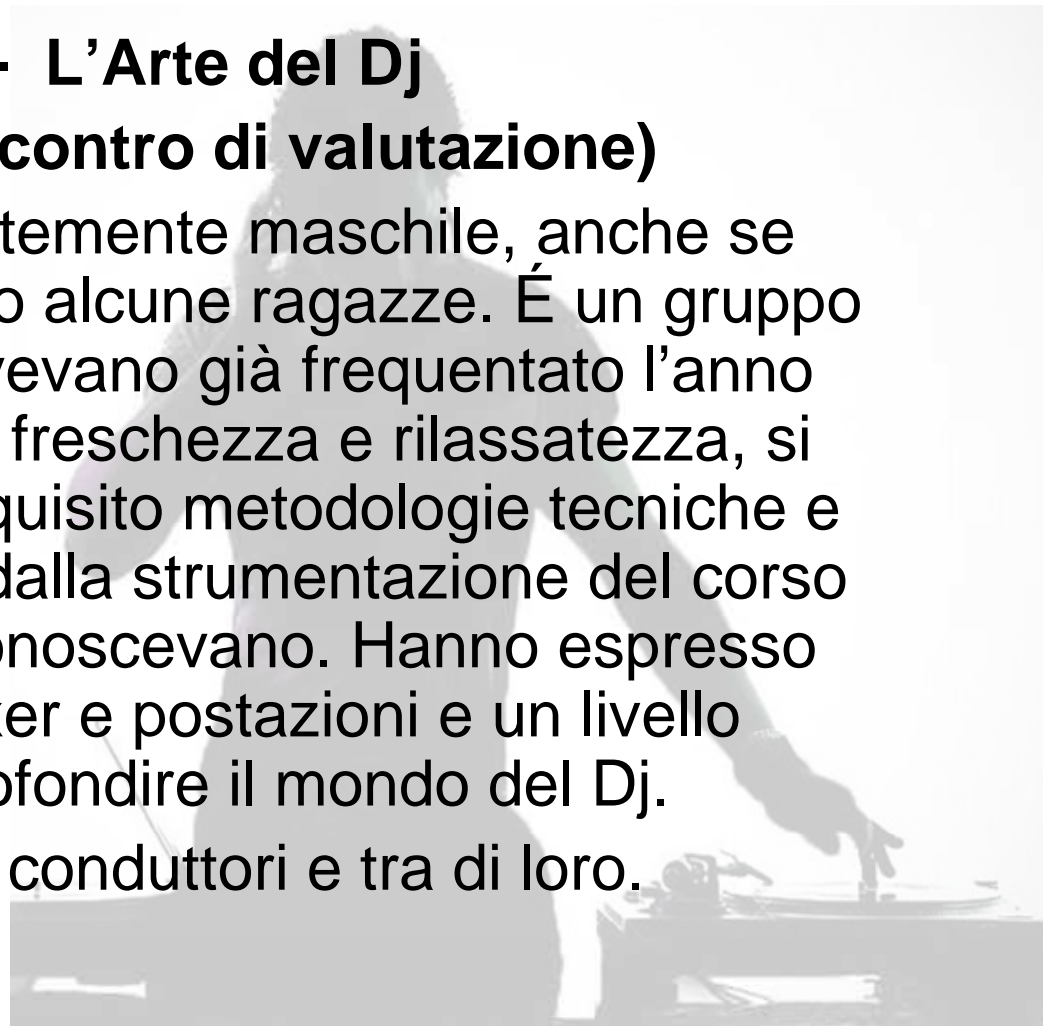 - L’Arte del Dj
contro di valutazione)
temente maschile, anche se
o alcune ragazze. É un gruppo
vevano già frequentato l’anno
freschezza e rilassatezza, si
quisito metodologie tecniche e
dalla strumentazione del corso
onoscevano. Hanno espresso
xer e postazioni e un livello
ofondire il mondo del Dj.
conduttori e tra di loro.